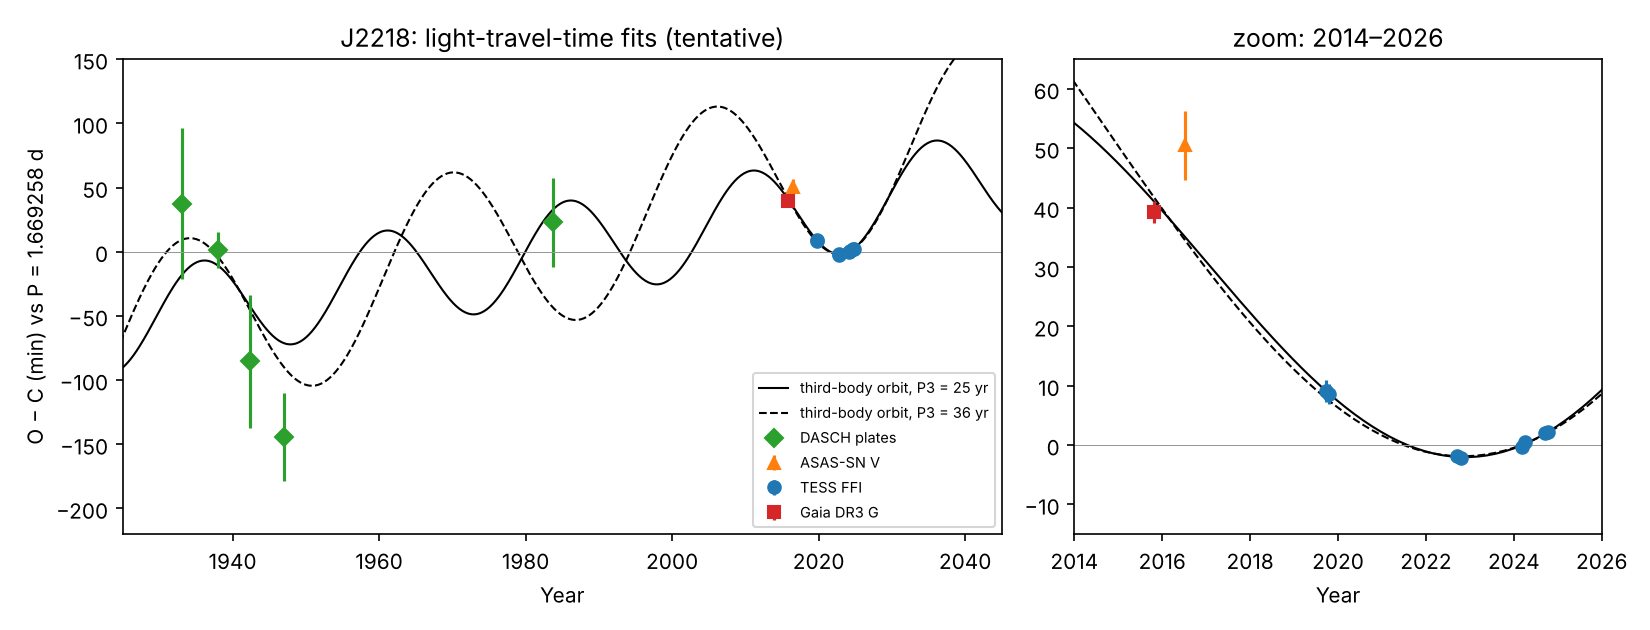 J2218: light-travel-time fits (tentative)
O − C (min) vs P = 1.669258 d
150
100
50
0
−50
−100
−150
−200
third-body orbit, P3 = 25 yr
third-body orbit, P3 = 36 yr
DASCH plates
ASAS-SN V
TESS FFI
Gaia DR3 G
1940
1960
1980
2000
2020
2040
Year
zoom: 2014–2026
60
50
40
30
20
10
0
−10
2014
2016
2018
2020
2022
2024
2026
Year